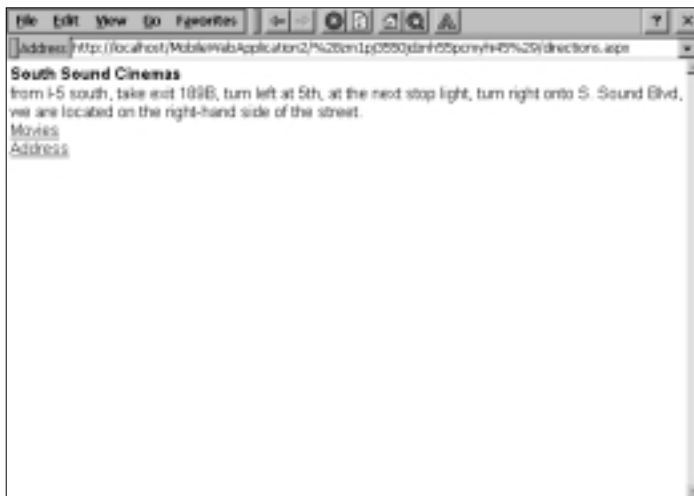 File Edit View Go Favorites ? ×
Address http://localhost/MobileWebApplication2/
South Sound Cinemas
from I-5 south, take exit 189B, turn left at 5th, at the next stop light, turn right onto S. Sound Blvd,
we are located on the right-hand side of the street.
Movies
Address